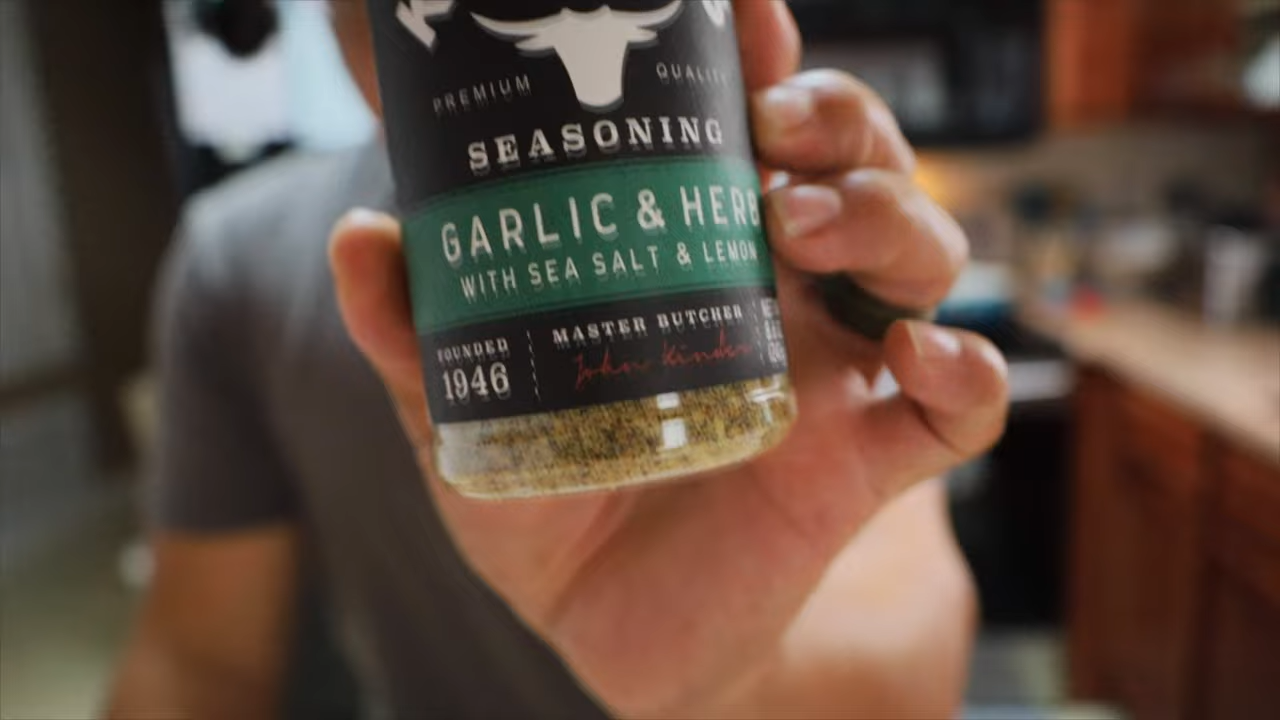 PREMIUM QUALITY
SEASONING
GARLIC & HERB
WITH SEA SALT & LEMON
FOUNDED
1946
MASTER BUTCHER
John Kinder